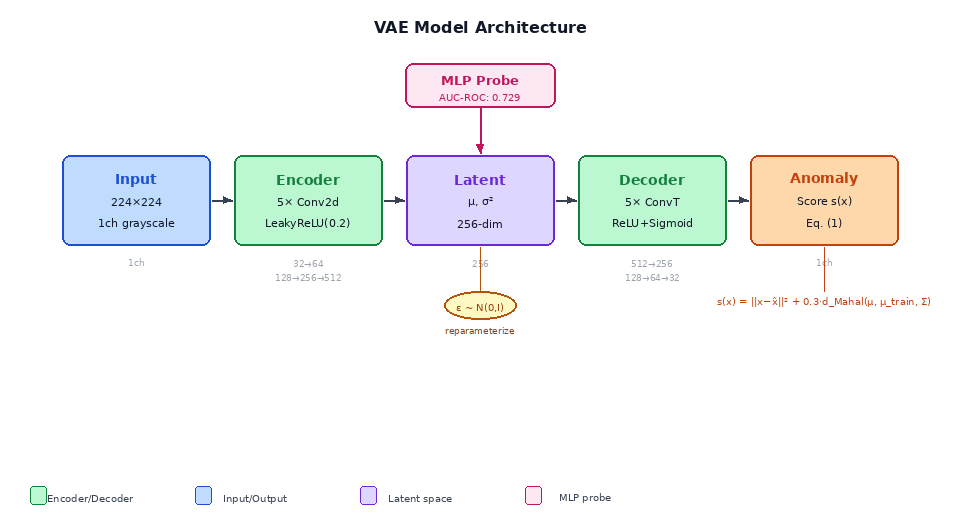 VAE Model Architecture
MLP Probe
AUC-ROC: 0.729
Input
224×224
1ch grayscale
Encoder
5× Conv2d
LeakyReLU(0.2)
Latent
μ, σ²
256-dim
Decoder
5× ConvT
ReLU+Sigmoid
Anomaly
Score s(x)
Eq. (1)
1ch
32→64
128→256→512
256
512→256
128→64→32
1ch
ε ~ N(0,I)
reparameterize
s(x) = ||x−x̂||² + 0.3·d_Mahal(μ, μ_train, Σ)
Encoder/Decoder
Input/Output
Latent space
MLP probe